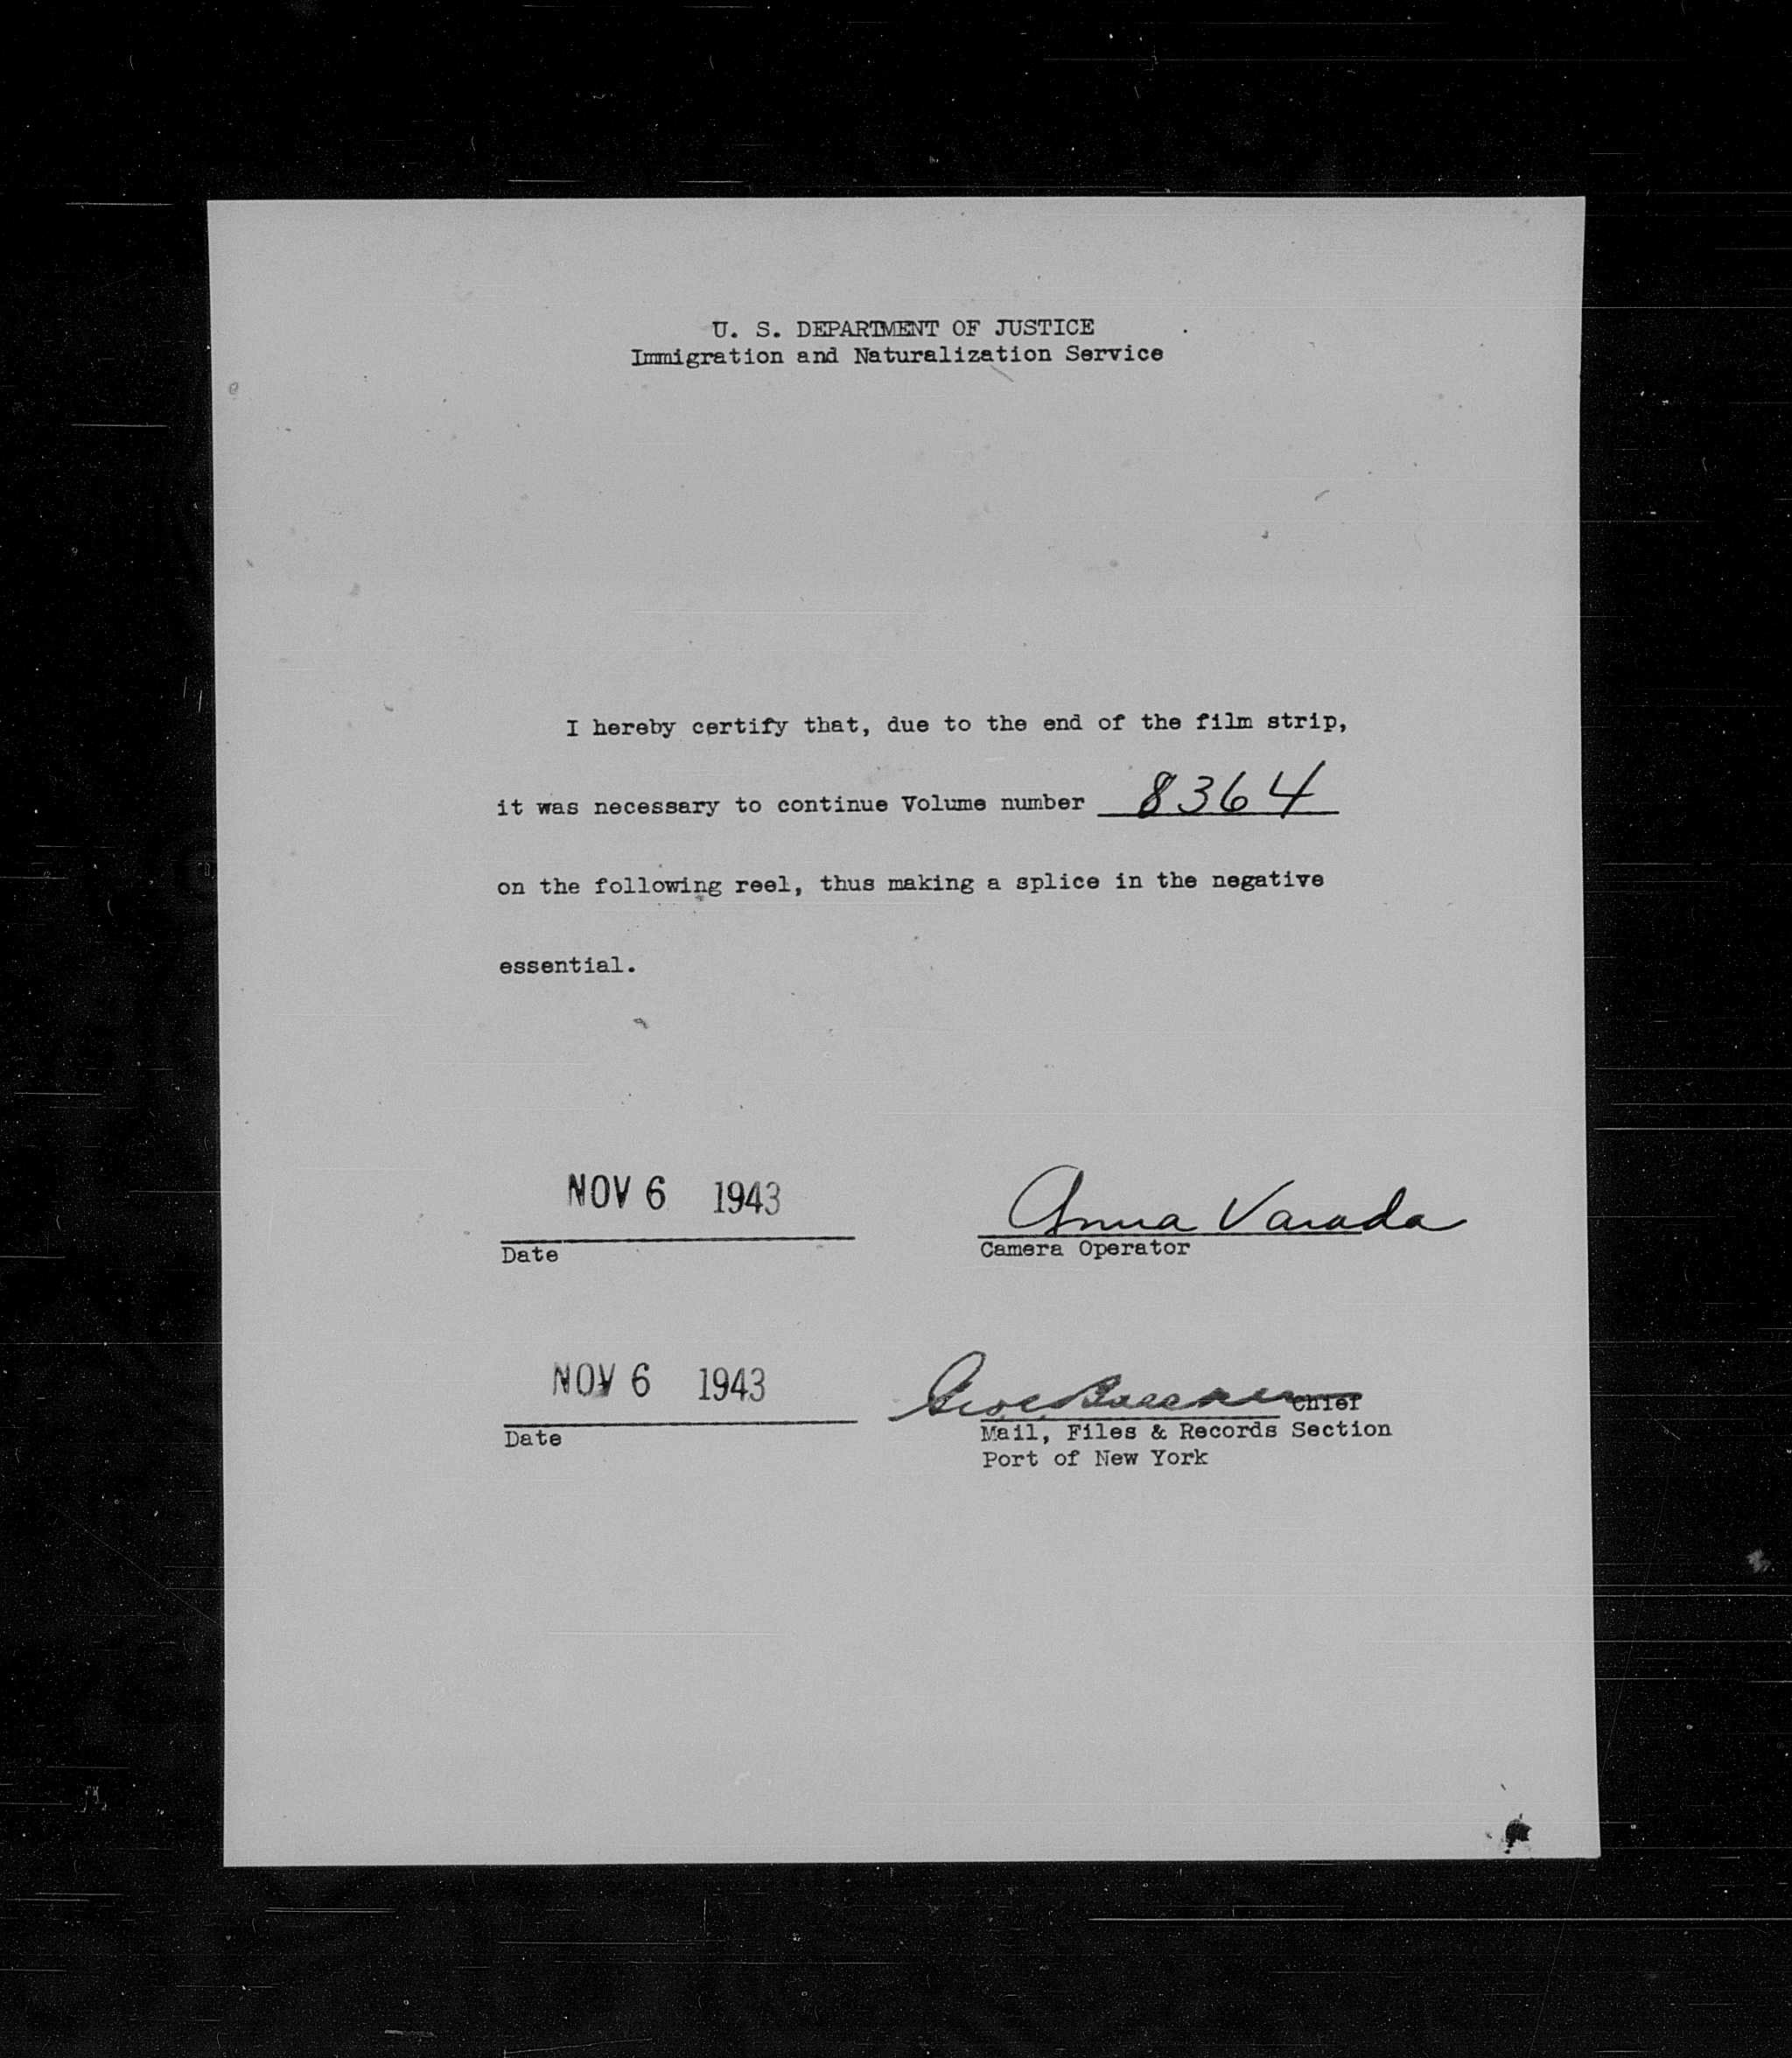 U. S. DEPARTMENT OF JUSTICE
Immigration and Naturalization Service
I hereby certify that, due to the end of the film strip,
it was necessary to continue Volume number 8364
on the following reel, thus making a splice in the negative
essential.
NOV 6 1943
Anna Varada
Date
Camera Operator
NOV 6 1943
Chief
Date
Mail, Files & Records Section
Port of New York